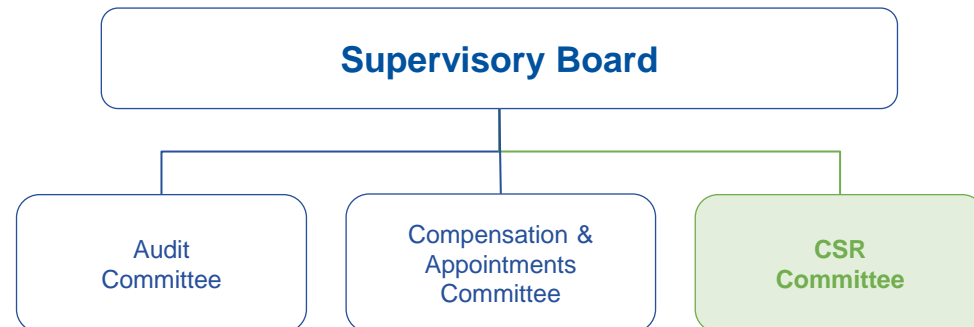 Supervisory Board
Audit
Committee
Compensation &
Appointments
Committee
CSR
Committee